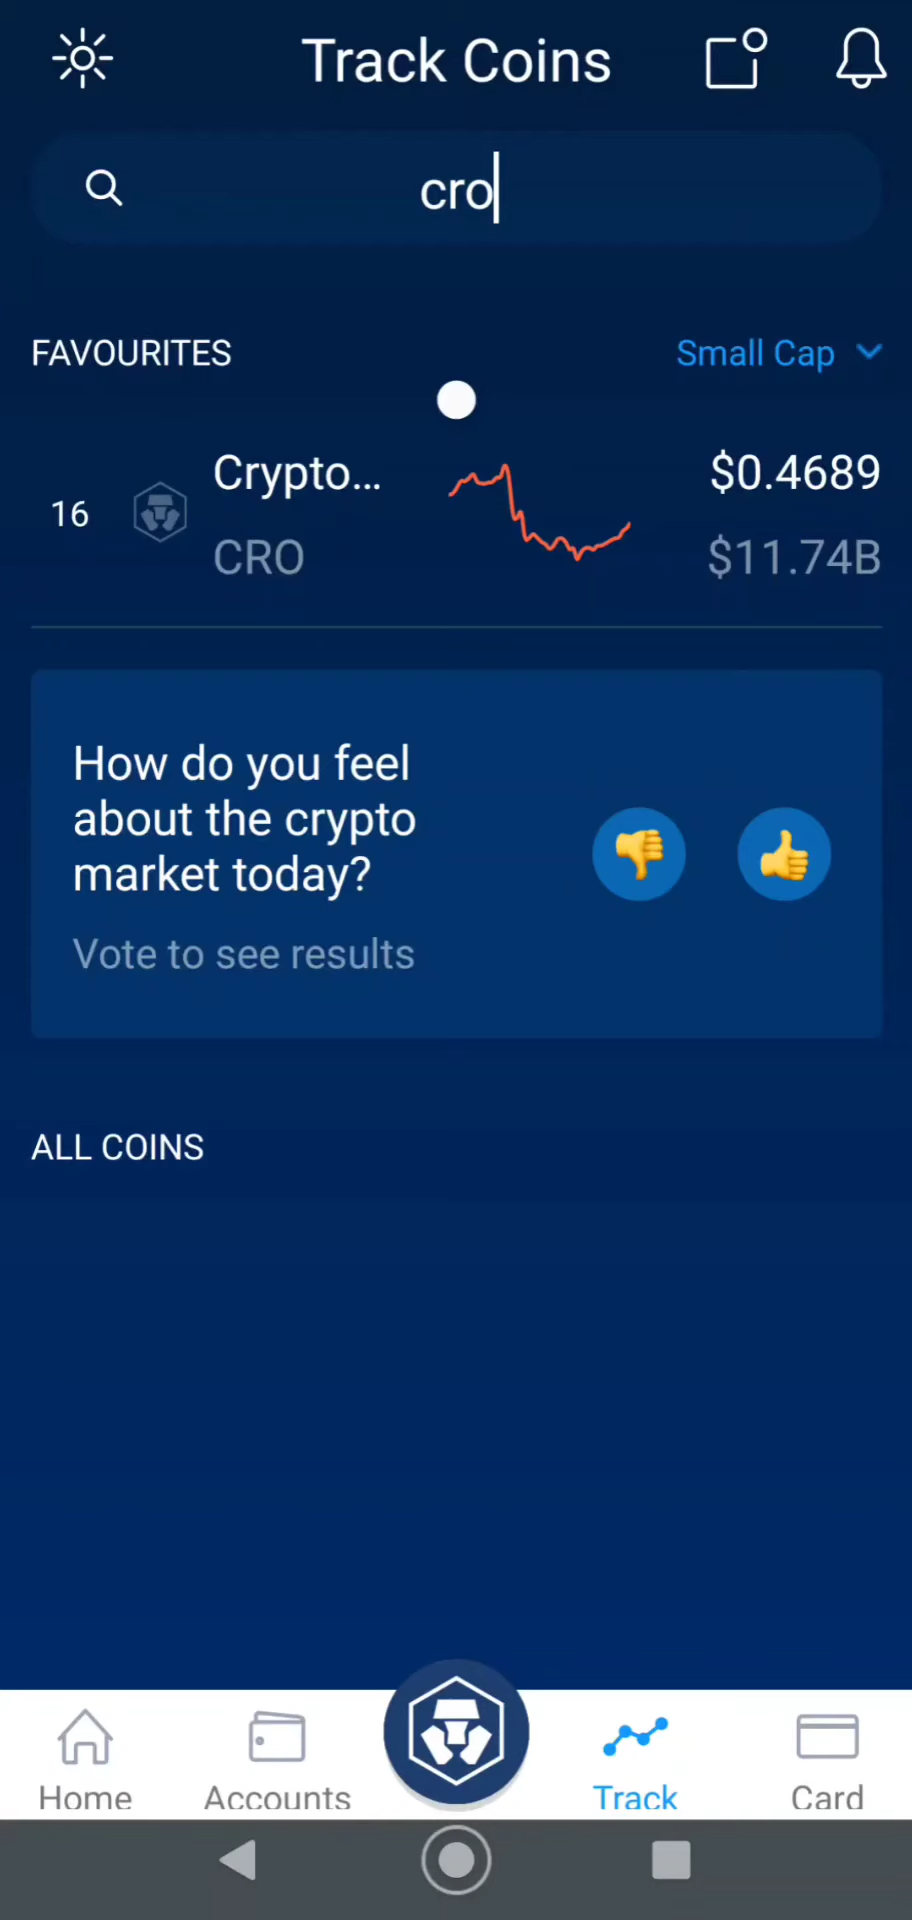 Track Coins
cro
FAVOURITES
Small Cap
16
Crypto...
$0.4689
CRO
$11.74B
How do you feel
about the crypto
market today?
Vote to see results
ALL COINS
Home
Accounts
Track
Card